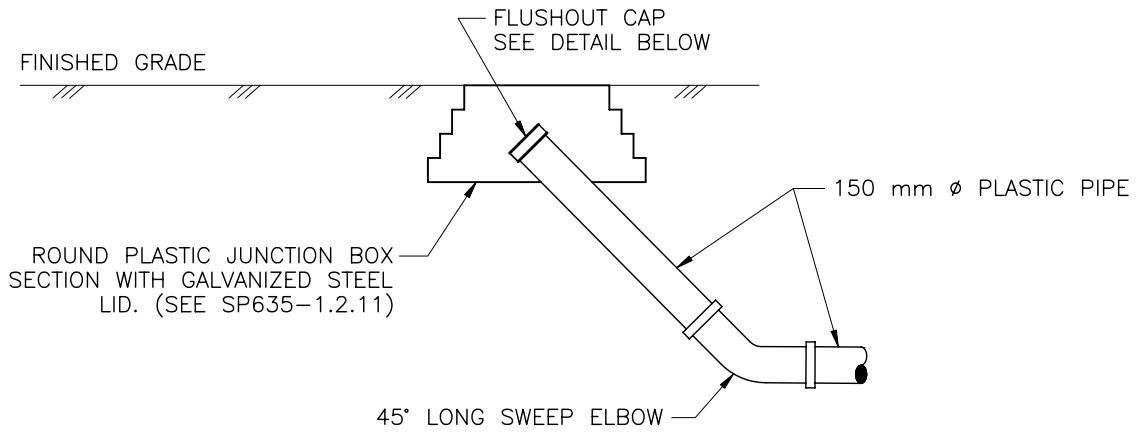 FLUSHOUT CAP
SEE DETAIL BELOW
FINISHED GRADE
150 mm ø PLASTIC PIPE
ROUND PLASTIC JUNCTION BOX
SECTION WITH GALVANIZED STEEL
LID. (SEE SP635-1.2.11)
45° LONG SWEEP ELBOW